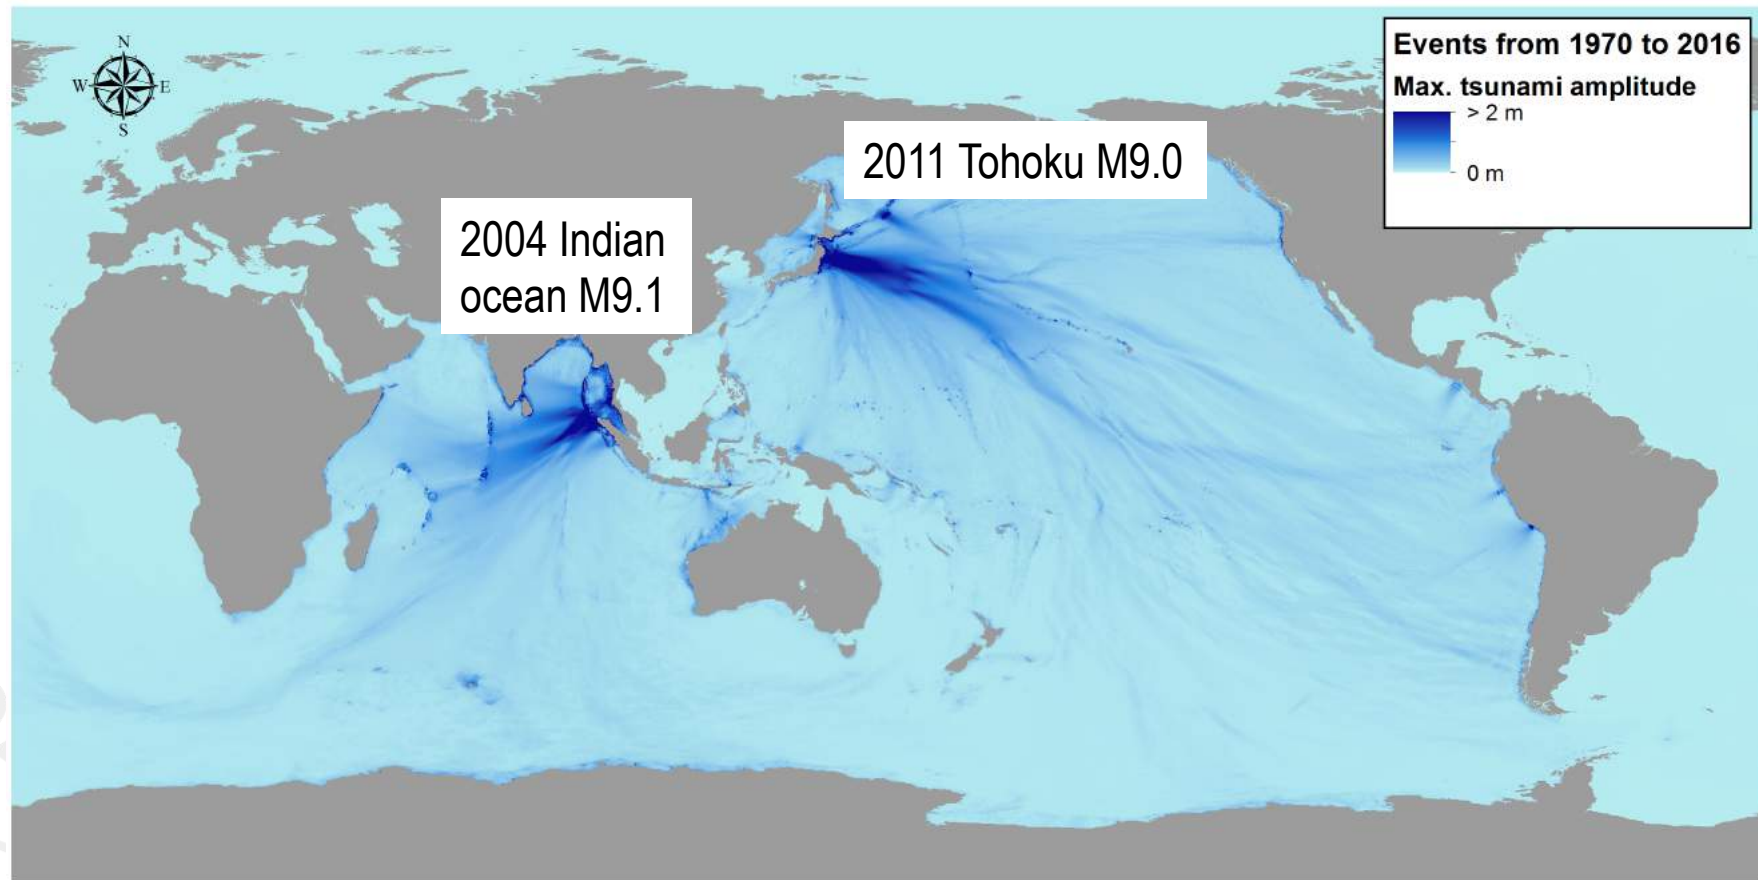 N
W E
S
2004 Indian
ocean M9.1
2011 Tohoku M9.0
Events from 1970 to 2016
Max. tsunami amplitude
> 2 m
0 m